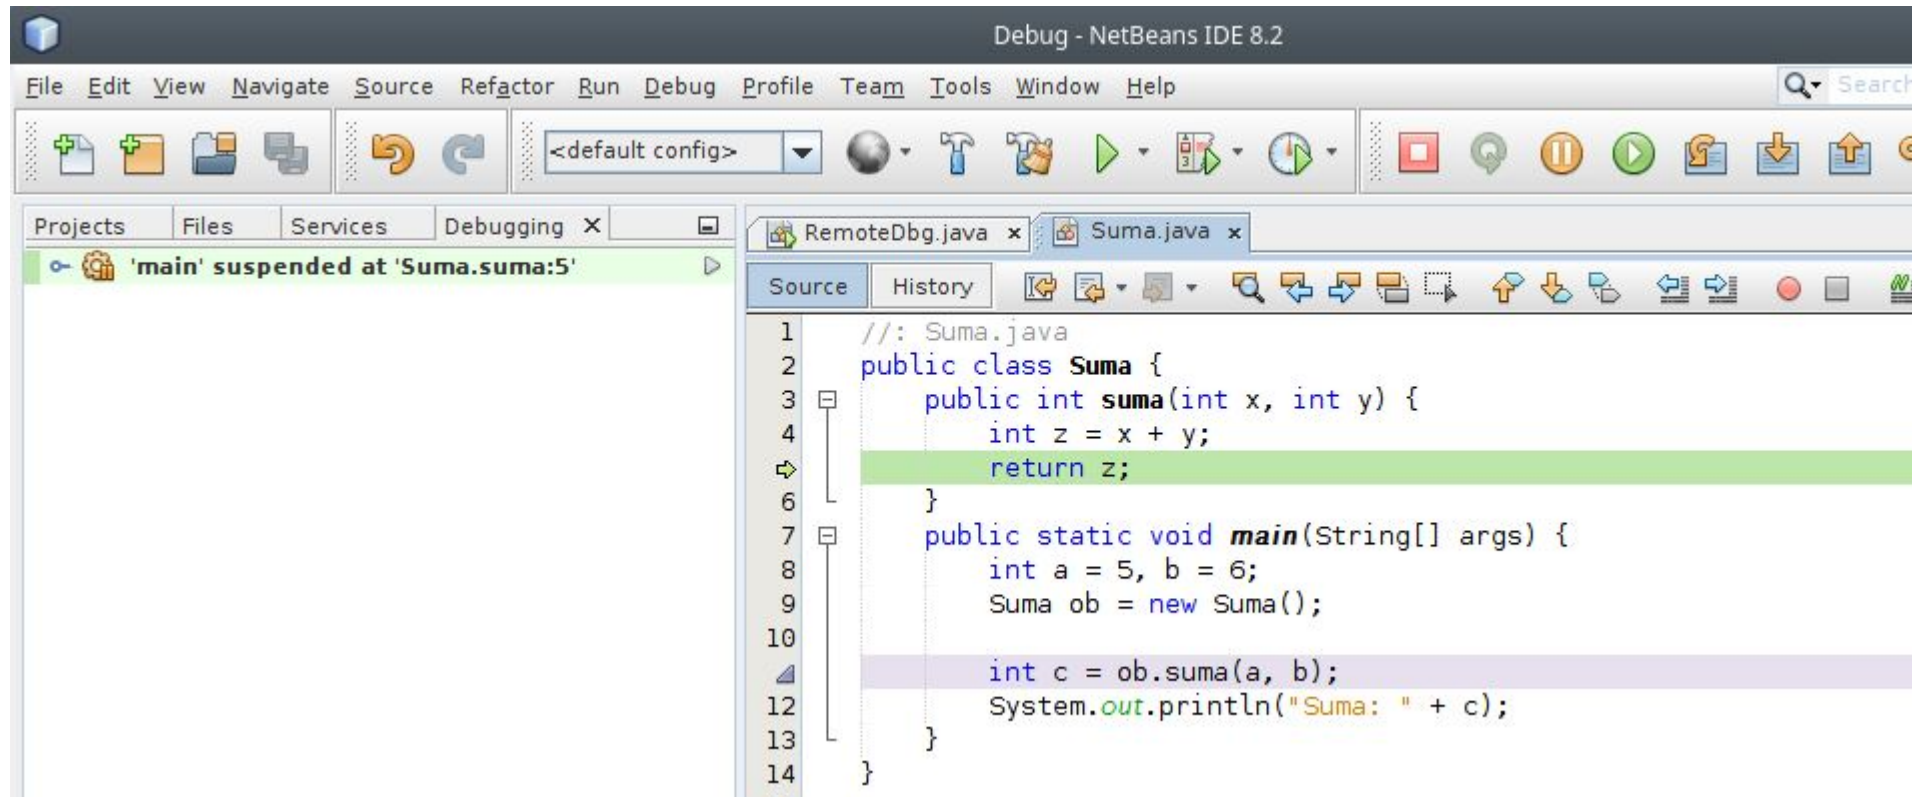 Debug - NetBeans IDE 8.2
File Edit View Navigate Source Refactor Run Debug Profile Team Tools Window Help
Search
<default config>
Projects Files Services Debugging
'main' suspended at 'Suma.suma:5'
RemoteDbg.java Suma.java
Source History
1 //: Suma.java
2 public class Suma {
3 public int suma(int x, int y) {
4 int z = x + y;
return z;
6 }
7 public static void main(String[] args) {
8 int a = 5, b = 6;
9 Suma ob = new Suma();
10
int c = ob.suma(a, b);
12 System.out.println("Suma: " + c);
13 }
14 }